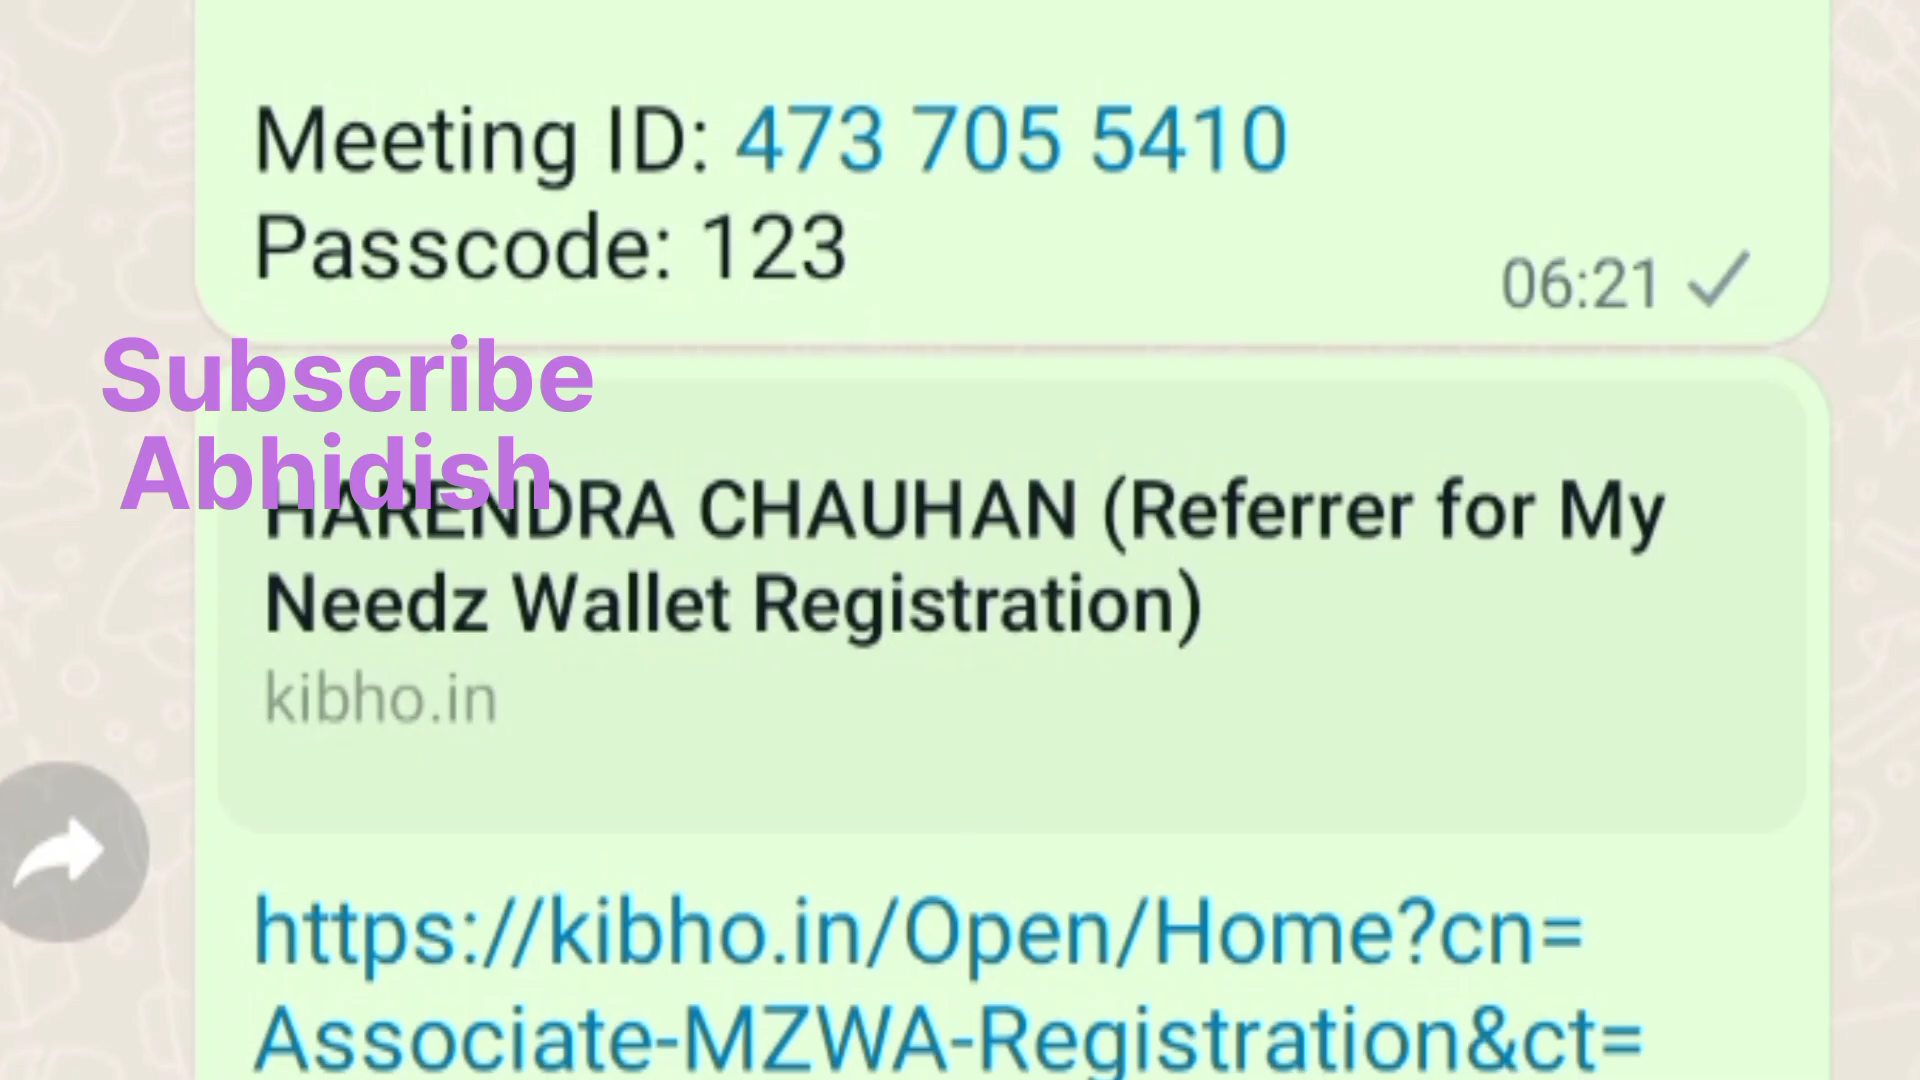 Meeting ID: 473 705 5410
Passcode: 123
06:21
Subscribe
Abhidish
HARENDRA CHAUHAN (Referrer for My
Needz Wallet Registration)
kibho.in
https://kibho.in/Open/Home?cn=
Associate-MZWA-Registration&ct=